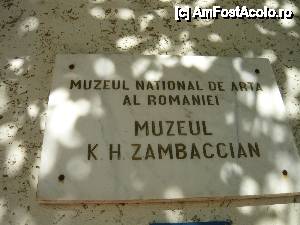 (c) AmFostAcolo.ro
MUZEUL NATIONAL DE ARTA
AL ROMANIEI
MUZEUL
K.H. ZAMBACCIAN